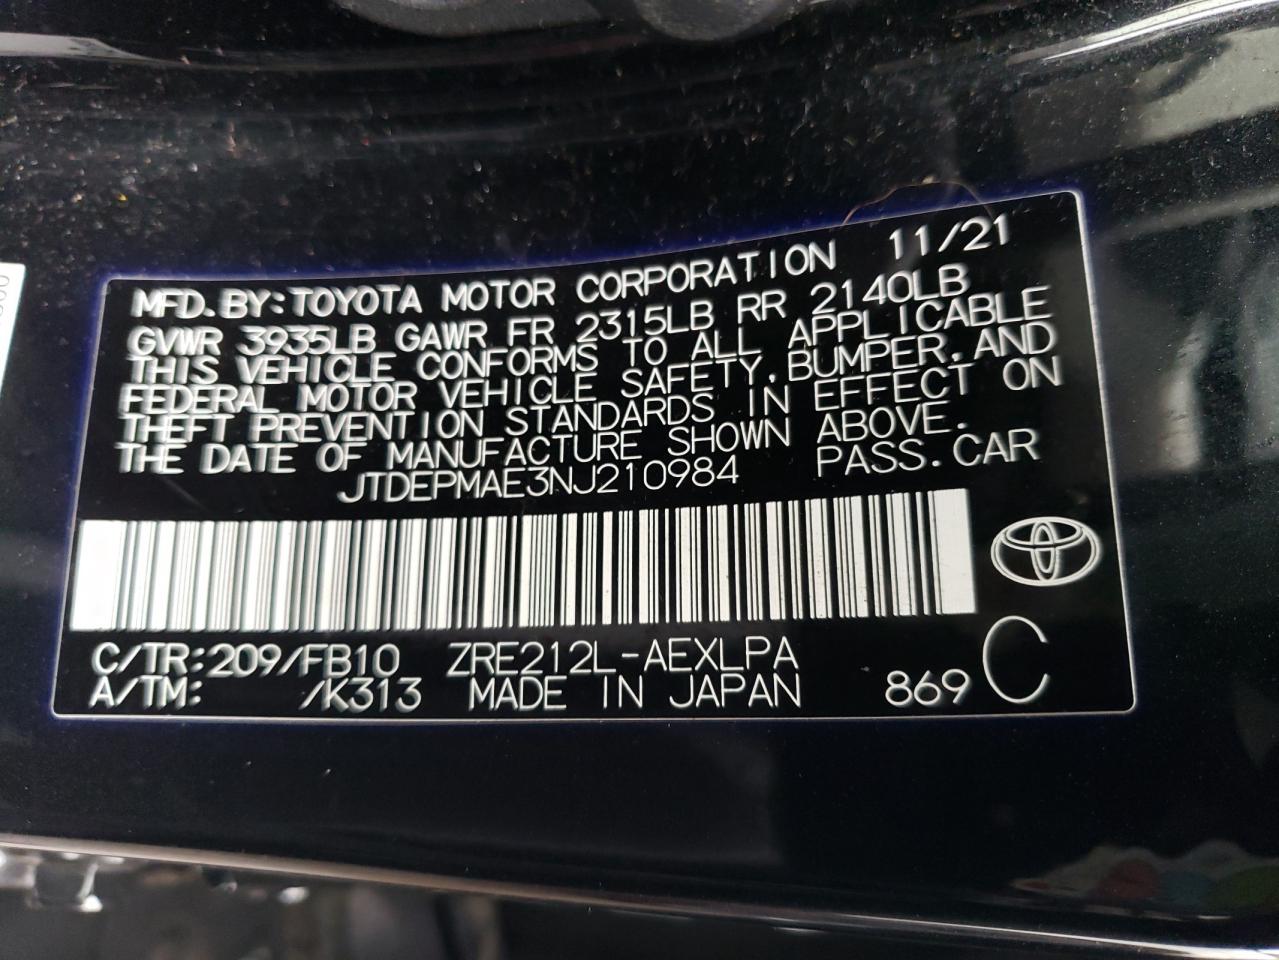 MFD.BY:TOYOTA MOTOR CORPORATION 11/21
GVWR 3935LB GAWR FR 2315LB RR 2140LB
THIS VEHICLE CONFORMS TO ALL APPLICABLE
FEDERAL MOTOR VEHICLE SAFETY,BUMPER,AND
THEFT PREVENTION STANDARDS IN EFFECT ON
THE DATE OF MANUFACTURE SHOWN ABOVE.
JTDEPMAE3NJ210984 PASS.CAR
C/TR:209/FB10 ZRE212L-AEXLPA
A/TM: /K313 MADE IN JAPAN 869 C